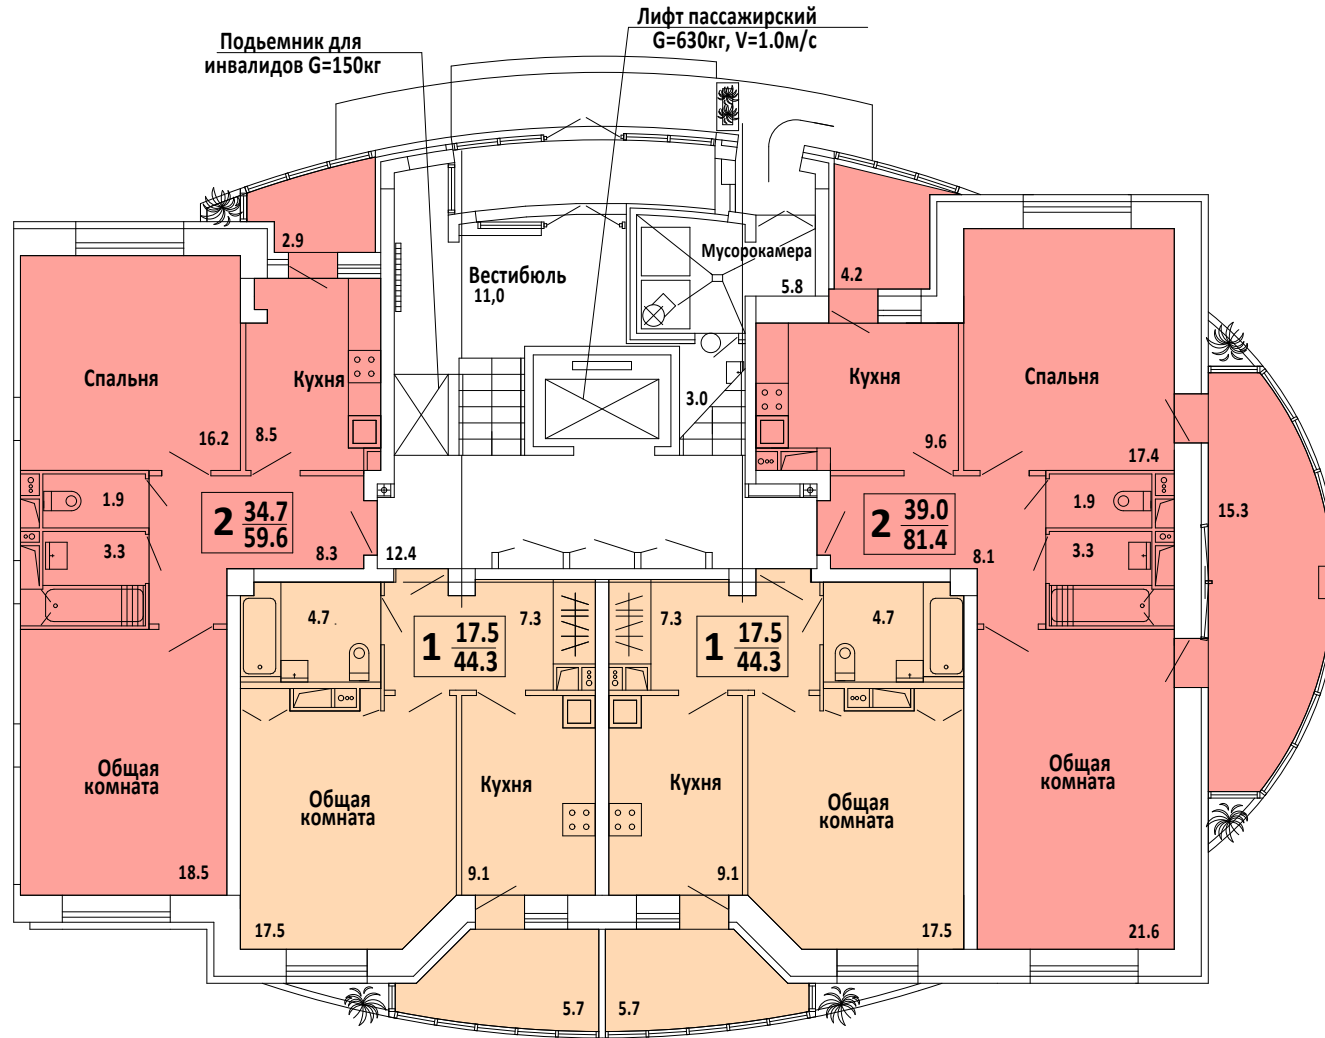 Лифт пассажирский
G=630кг, V=1.0м/с
Подьемник для
инвалидов G=150кг
2.9
Вестибюль
11,0
Мусорокамера
5.8
4.2
Спальня
16.2
Кухня
8.5
3.0
Кухня
9.6
Спальня
17.4
15.3
1.9
3.3
2 34.7
59.6
8.3
12.4
2 39.0
81.4
8.1
1.9
3.3
4.7
1 17.5
44.3
7.3
7.3
1 17.5
44.3
4.7
Общая
комната
18.5
Общая
комната
17.5
Кухня
9.1
Кухня
9.1
Общая
комната
17.5
Общая
комната
21.6
5.7
5.7